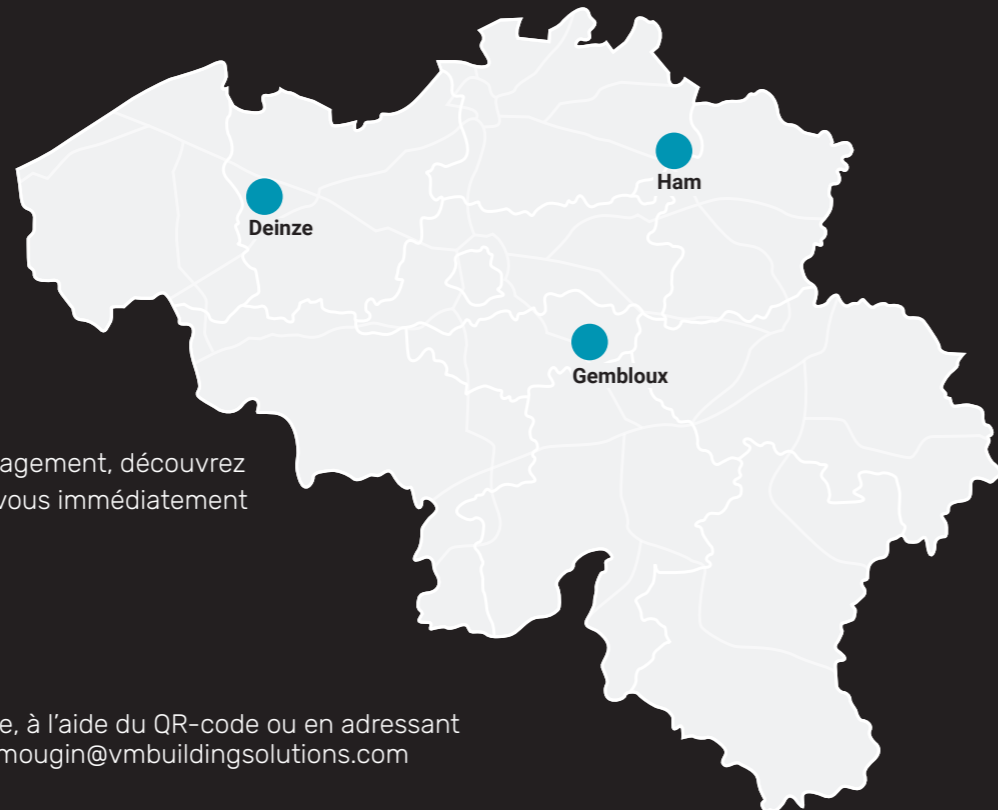 Ham
Deinze
Gembloux
agement, découvrez
vous immédiatement
e, à l’aide du QR-code ou en adressant
mougin@vmbuildingsolutions.com